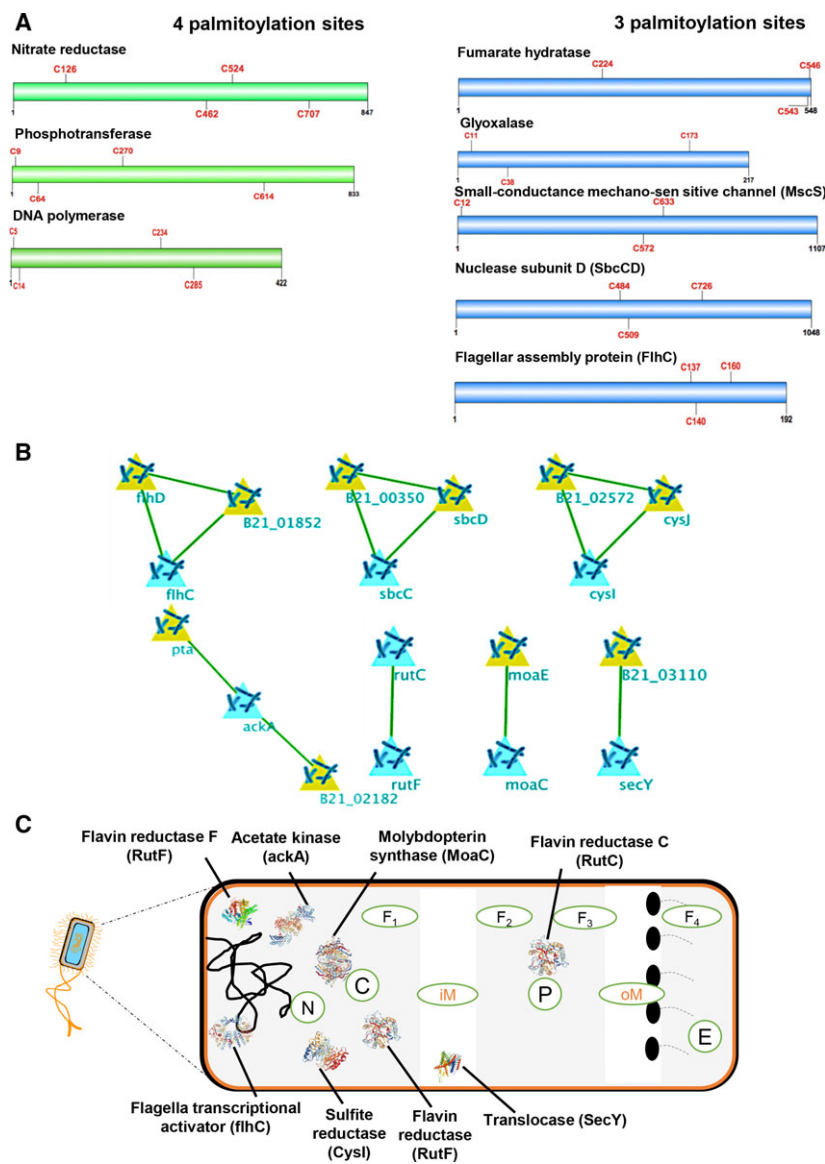 A
4 palmitoylation sites
Nitrate reductase
C126
C524
1
C462
C707
847
Phosphotransferase
C9
C270
1
C64
C614
833
DNA polymerase
C5
C234
1
C14
C285
422
3 palmitoylation sites
Fumarate hydratase
C224
C546
1
C543
548
Glyoxalase
C11
C173
1
C38
217
Small-conductance mechano-sen sitive channel (MscS)
C12
C633
1
C572
1107
Nuclease subunit D (SbcCD)
C484
C726
1
C509
1048
Flagellar assembly protein (FlhC)
C137
C160
1
C140
192
B
flhD
B21_01852
flhC
B21_00350
sbcD
sbcC
B21_02572
cysJ
cysI
pta
ackA
B21_02182
rutC
rutF
moaE
moaC
B21_03110
secY
C
Flavin reductase F
(RutF)
Acetate kinase
(ackA)
Molybdopterin
synthase (MoaC)
Flavin reductase C
(RutC)
F1
F2
F3
F4
N
C
iM
P
oM
E
Flagella transcriptional
activator (flhC)
Sulfite
reductase
(CysI)
Flavin
reductase
(RutF)
Translocase (SecY)